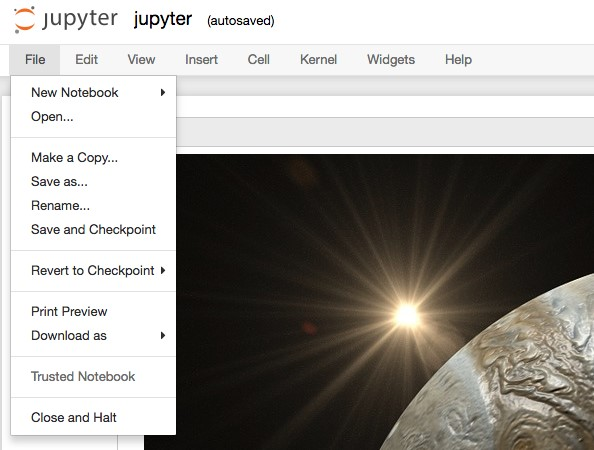 jupyter jupyter (autosaved)
File Edit View Insert Cell Kernel Widgets Help
New Notebook
Open...
Make a Copy...
Save as...
Rename...
Save and Checkpoint
Revert to Checkpoint
Print Preview
Download as
Trusted Notebook
Close and Halt